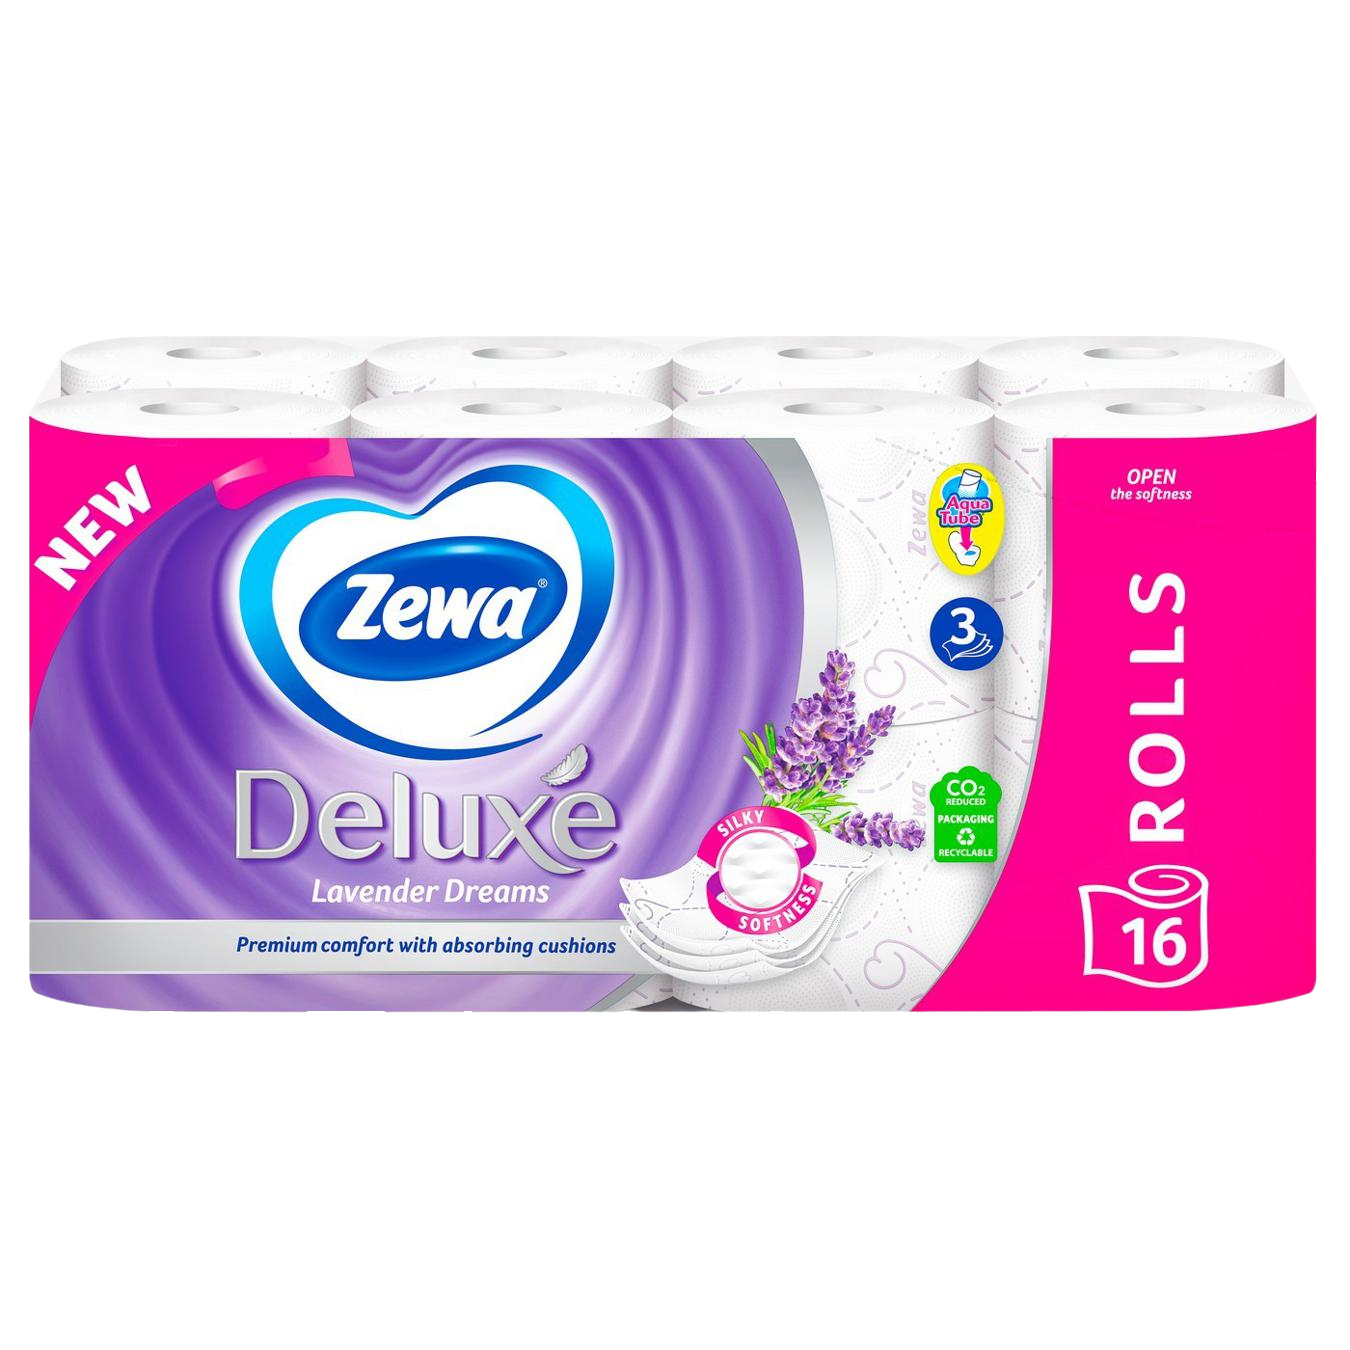 NEW
Zewa®
Deluxe
Lavender Dreams
Premium comfort with absorbing cushions
SILKY
SOFTNESS
zewa
Aqua
Tube
3
CO2
REDUCED
PACKAGING
RECYCLABLE
OPEN
the softness
ROLLS
16